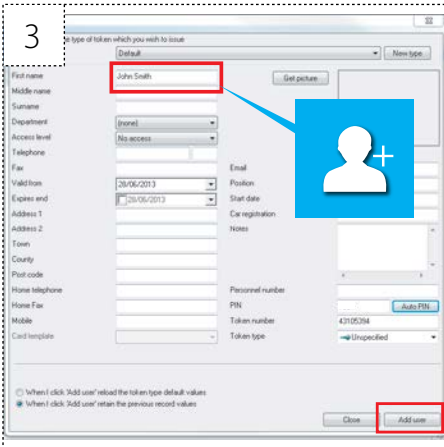 3
type of token which you wish to issue
Default New type
First name John Smith Get picture
Middle name
Surname
Department (none)
Access level No access
Telephone
Fax Email
Valid from 28/06/2013 Position
Expires end 28/06/2013 Start date
Address 1 Car registration
Address 2 Notes
Town
County
Post code
Home telephone Personnel number
Home Fax PIN Auto PIN
Mobile Token number 43105394
Card template Token type Unspecified
When I click 'Add user' reload the token type default values
When I click 'Add user' retain the previous record values
Close Add user